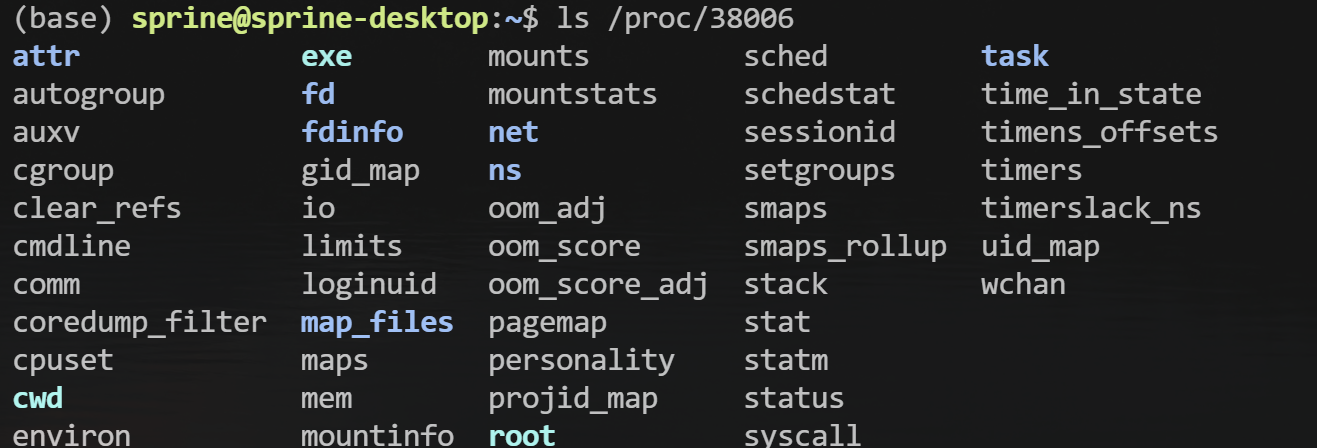 (base) sprine@sprine-desktop:~$ ls /proc/38006
attr exe mounts sched task
autogroup fd mountstats schedstat time_in_state
auxv fdinfo net sessionid timens_offsets
cgroup gid_map ns setgroups timers
clear_refs io oom_adj smaps timerslack_ns
cmdline limits oom_score smaps_rollup uid_map
comm loginuid oom_score_adj stack wchan
coredump_filter map_files pagemap stat
cpuset maps personality statm
cwd mem projid_map status
environ mountinfo root syscall